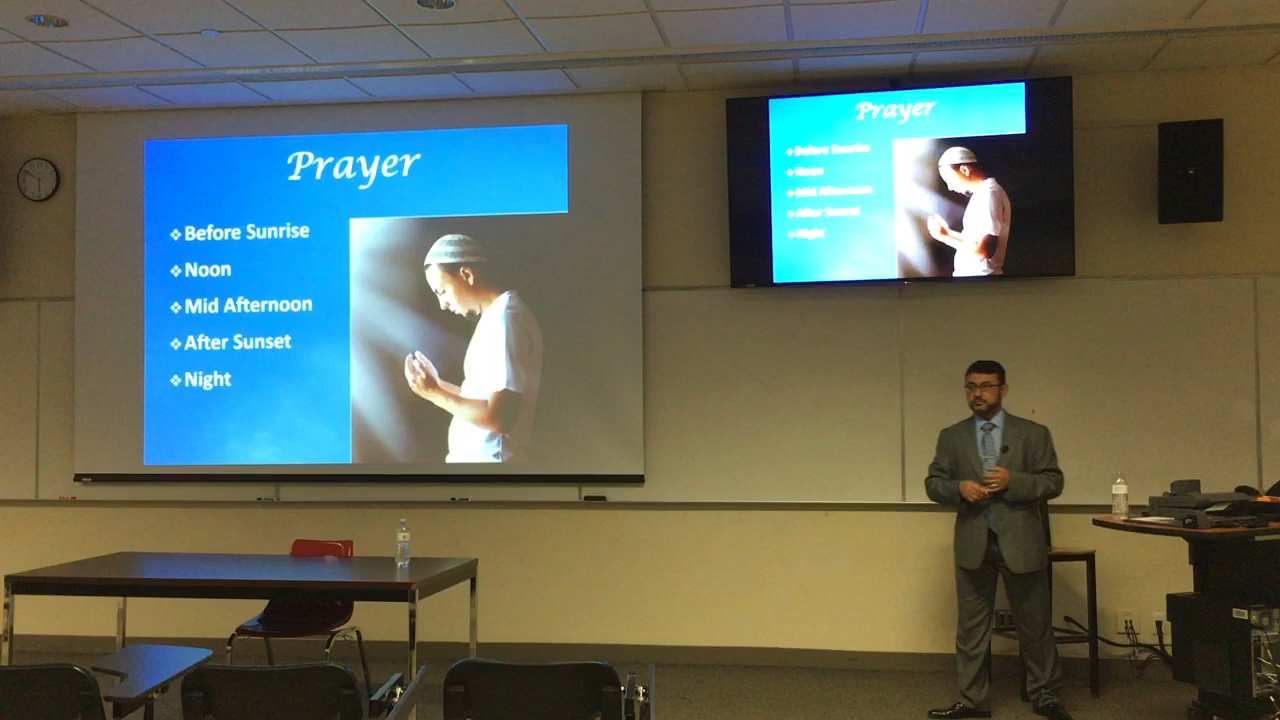 Prayer
❖Before Sunrise
❖Noon
❖Mid Afternoon
❖After Sunset
❖Night
Prayer
❖Before Sunrise
❖Noon
❖Mid Afternoon
❖After Sunset
❖Night